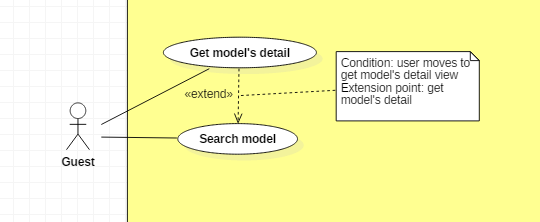 Get model's detail
Condition: user moves to
get model's detail view
Extension point: get
model's detail
«extend»
Search model
Guest